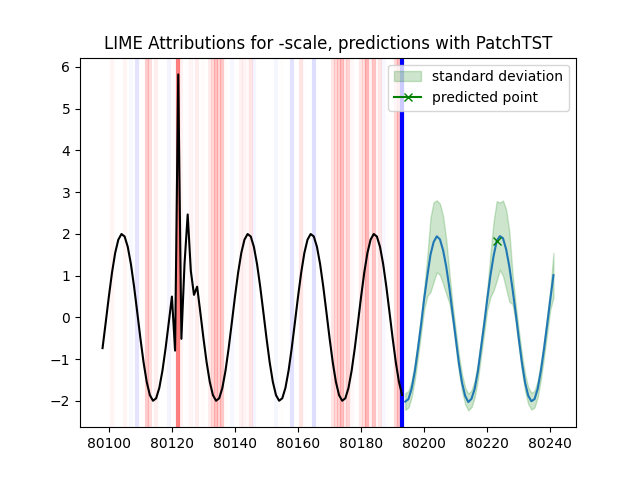 LIME Attributions for -scale, predictions with PatchTST
standard deviation
predicted point
6
5
4
3
2
1
0
−1
−2
80100 80120 80140 80160 80180 80200 80220 80240